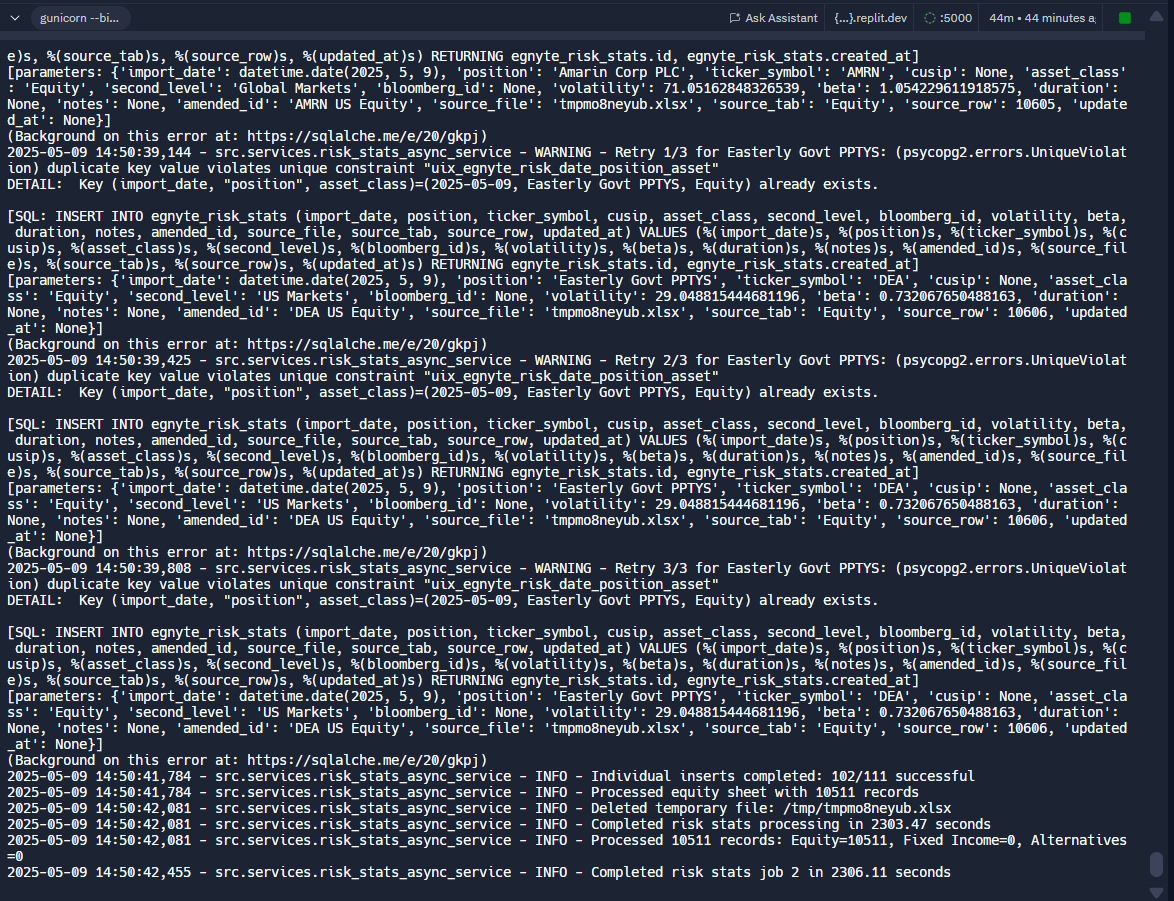 gunicorn --bi...
Ask Assistant
{...}.replit.dev
:5000
44m • 44 minutes a
e)s, %(source_tab)s, %(source_row)s, %(updated_at)s) RETURNING egnyte_risk_stats.id, egnyte_risk_stats.created_at]
[parameters: {'import_date': datetime.date(2025, 5, 9), 'position': 'Amarin Corp PLC', 'ticker_symbol': 'AMRN', 'cusip': None, 'asset_class'
: 'Equity', 'second_level': 'Global Markets', 'bloomberg_id': None, 'volatility': 71.05162848326539, 'beta': 1.054229611918575, 'duration':
None, 'notes': None, 'amended_id': 'AMRN US Equity', 'source_file': 'tmpmo8neyub.xlsx', 'source_tab': 'Equity', 'source_row': 10605, 'update
d_at': None}]
(Background on this error at: https://sqlalche.me/e/20/gkpj)
2025-05-09 14:50:39,144 - src.services.risk_stats_async_service - WARNING - Retry 1/3 for Easterly Govt PPTYS: (psycopg2.errors.UniqueViolat
ion) duplicate key value violates unique constraint "uix_egnyte_risk_date_position_asset"
DETAIL:  Key (import_date, "position", asset_class)=(2025-05-09, Easterly Govt PPTYS, Equity) already exists.
[SQL: INSERT INTO egnyte_risk_stats (import_date, position, ticker_symbol, cusip, asset_class, second_level, bloomberg_id, volatility, beta,
 duration, notes, amended_id, source_file, source_tab, source_row, updated_at) VALUES (%(import_date)s, %(position)s, %(ticker_symbol)s, %(c
usip)s, %(asset_class)s, %(second_level)s, %(bloomberg_id)s, %(volatility)s, %(beta)s, %(duration)s, %(notes)s, %(amended_id)s, %(source_fil
e)s, %(source_tab)s, %(source_row)s, %(updated_at)s) RETURNING egnyte_risk_stats.id, egnyte_risk_stats.created_at]
[parameters: {'import_date': datetime.date(2025, 5, 9), 'position': 'Easterly Govt PPTYS', 'ticker_symbol': 'DEA', 'cusip': None, 'asset_cla
ss': 'Equity', 'second_level': 'US Markets', 'bloomberg_id': None, 'volatility': 29.048815444681196, 'beta': 0.732067650488163, 'duration':
None, 'notes': None, 'amended_id': 'DEA US Equity', 'source_file': 'tmpmo8neyub.xlsx', 'source_tab': 'Equity', 'source_row': 10606, 'updated
_at': None}]
(Background on this error at: https://sqlalche.me/e/20/gkpj)
2025-05-09 14:50:39,425 - src.services.risk_stats_async_service - WARNING - Retry 2/3 for Easterly Govt PPTYS: (psycopg2.errors.UniqueViolat
ion) duplicate key value violates unique constraint "uix_egnyte_risk_date_position_asset"
DETAIL:  Key (import_date, "position", asset_class)=(2025-05-09, Easterly Govt PPTYS, Equity) already exists.
[SQL: INSERT INTO egnyte_risk_stats (import_date, position, ticker_symbol, cusip, asset_class, second_level, bloomberg_id, volatility, beta,
 duration, notes, amended_id, source_file, source_tab, source_row, updated_at) VALUES (%(import_date)s, %(position)s, %(ticker_symbol)s, %(c
usip)s, %(asset_class)s, %(second_level)s, %(bloomberg_id)s, %(volatility)s, %(beta)s, %(duration)s, %(notes)s, %(amended_id)s, %(source_fil
e)s, %(source_tab)s, %(source_row)s, %(updated_at)s) RETURNING egnyte_risk_stats.id, egnyte_risk_stats.created_at]
[parameters: {'import_date': datetime.date(2025, 5, 9), 'position': 'Easterly Govt PPTYS', 'ticker_symbol': 'DEA', 'cusip': None, 'asset_cla
ss': 'Equity', 'second_level': 'US Markets', 'bloomberg_id': None, 'volatility': 29.048815444681196, 'beta': 0.732067650488163, 'duration':
None, 'notes': None, 'amended_id': 'DEA US Equity', 'source_file': 'tmpmo8neyub.xlsx', 'source_tab': 'Equity', 'source_row': 10606, 'updated
_at': None}]
(Background on this error at: https://sqlalche.me/e/20/gkpj)
2025-05-09 14:50:39,808 - src.services.risk_stats_async_service - WARNING - Retry 3/3 for Easterly Govt PPTYS: (psycopg2.errors.UniqueViolat
ion) duplicate key value violates unique constraint "uix_egnyte_risk_date_position_asset"
DETAIL:  Key (import_date, "position", asset_class)=(2025-05-09, Easterly Govt PPTYS, Equity) already exists.
[SQL: INSERT INTO egnyte_risk_stats (import_date, position, ticker_symbol, cusip, asset_class, second_level, bloomberg_id, volatility, beta,
 duration, notes, amended_id, source_file, source_tab, source_row, updated_at) VALUES (%(import_date)s, %(position)s, %(ticker_symbol)s, %(c
usip)s, %(asset_class)s, %(second_level)s, %(bloomberg_id)s, %(volatility)s, %(beta)s, %(duration)s, %(notes)s, %(amended_id)s, %(source_fil
e)s, %(source_tab)s, %(source_row)s, %(updated_at)s) RETURNING egnyte_risk_stats.id, egnyte_risk_stats.created_at]
[parameters: {'import_date': datetime.date(2025, 5, 9), 'position': 'Easterly Govt PPTYS', 'ticker_symbol': 'DEA', 'cusip': None, 'asset_cla
ss': 'Equity', 'second_level': 'US Markets', 'bloomberg_id': None, 'volatility': 29.048815444681196, 'beta': 0.732067650488163, 'duration':
None, 'notes': None, 'amended_id': 'DEA US Equity', 'source_file': 'tmpmo8neyub.xlsx', 'source_tab': 'Equity', 'source_row': 10606, 'updated
_at': None}]
(Background on this error at: https://sqlalche.me/e/20/gkpj)
2025-05-09 14:50:41,784 - src.services.risk_stats_async_service - INFO - Individual inserts completed: 102/111 successful
2025-05-09 14:50:41,784 - src.services.risk_stats_async_service - INFO - Processed equity sheet with 10511 records
2025-05-09 14:50:42,081 - src.services.risk_stats_async_service - INFO - Deleted temporary file: /tmp/tmpmo8neyub.xlsx
2025-05-09 14:50:42,081 - src.services.risk_stats_async_service - INFO - Completed risk stats processing in 2303.47 seconds
2025-05-09 14:50:42,081 - src.services.risk_stats_async_service - INFO - Processed 10511 records: Equity=10511, Fixed Income=0, Alternatives
=0
2025-05-09 14:50:42,455 - src.services.risk_stats_async_service - INFO - Completed risk stats job 2 in 2306.11 seconds